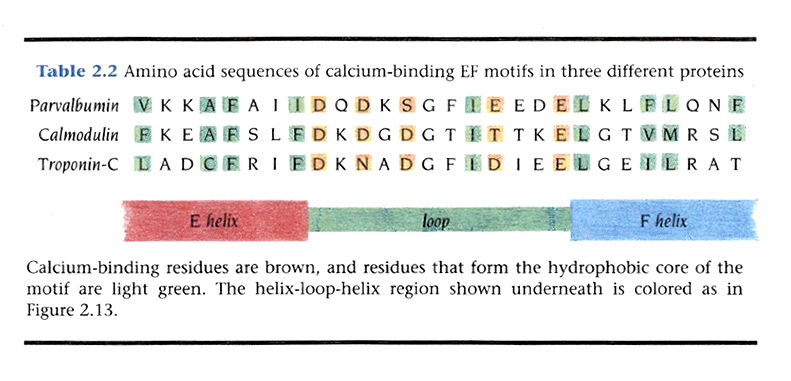 Table 2.2 Amino acid sequences of calcium-binding EF motifs in three different proteins
Parvalbumin V K K A F A I I D Q D K S G F I E E D E L K L F L Q N F
Calmodulin F K E A F S L F D K D G D G T I T T K E L G T V M R S L
Troponin-C L A D C F R I F D K N A D G F I D I E E L G E I L R A T
E helix loop F helix
Calcium-binding residues are brown, and residues that form the hydrophobic core of the
motif are light green. The helix-loop-helix region shown underneath is colored as in
Figure 2.13.